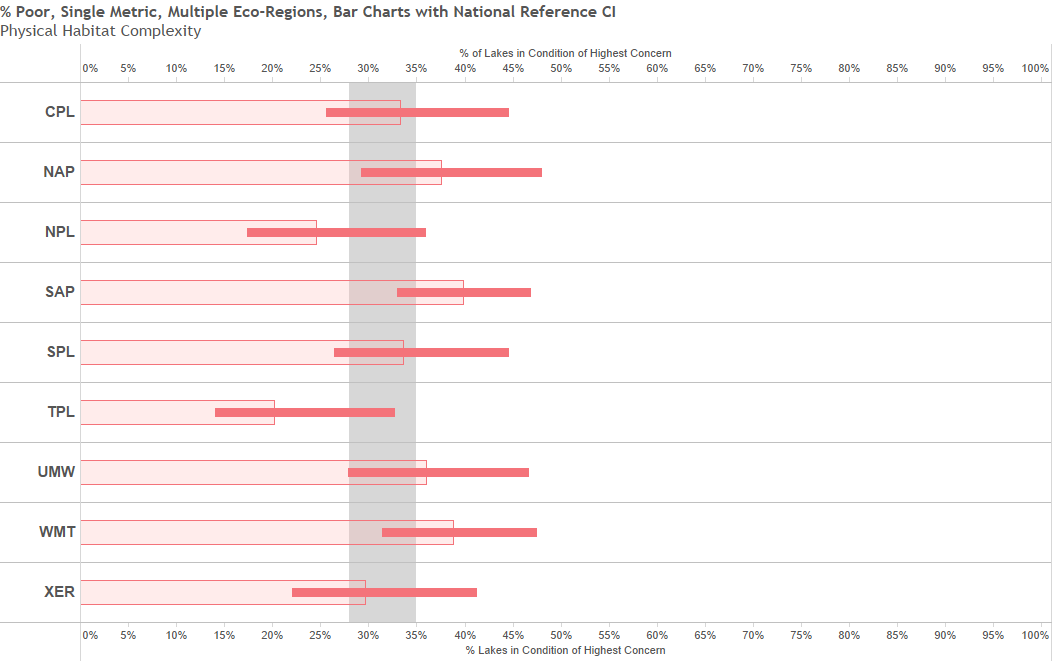 % Poor, Single Metric, Multiple Eco-Regions, Bar Charts with National Reference CI
Physical Habitat Complexity
% of Lakes in Condition of Highest Concern
0% 5% 10% 15% 20% 25% 30% 35% 40% 45% 50% 55% 60% 65% 70% 75% 80% 85% 90% 95% 100%
CPL
NAP
NPL
SAP
SPL
TPL
UMW
WMT
XER
0% 5% 10% 15% 20% 25% 30% 35% 40% 45% 50% 55% 60% 65% 70% 75% 80% 85% 90% 95% 100%
% Lakes in Condition of Highest Concern